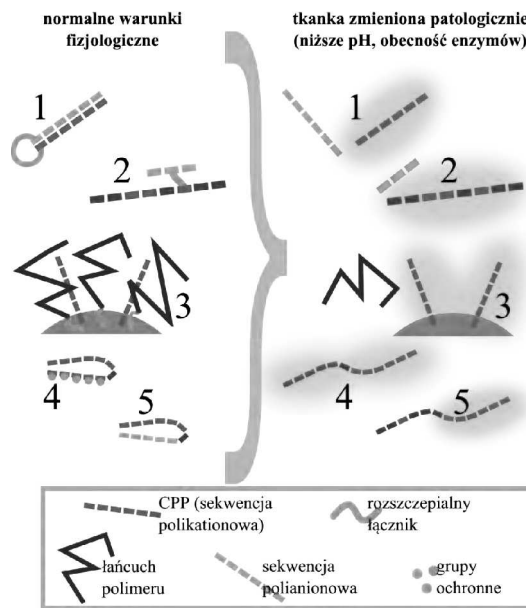 normalne warunki
fizjologiczne
tkanka zmieniona patologicznie
(niższe pH, obecność enzymów)
1
2
3
4
5
1
2
3
4
5
CPP (sekwencja
polikationowa)
rozszczepialny
łącznik
łańcuch
polimeru
sekwencja
polianionowa
grupy
ochronne